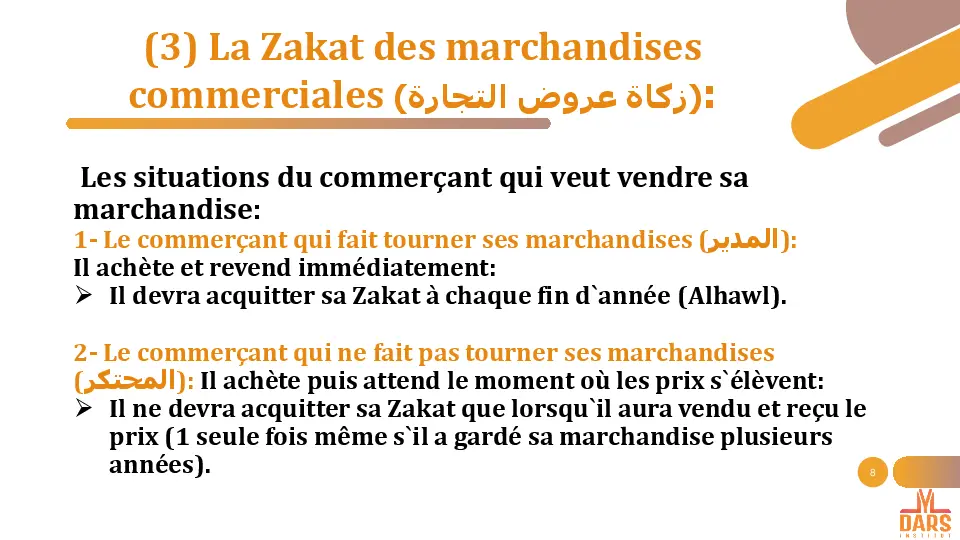 (3) La Zakat des marchandises
commerciales (زكاة عروض التجارة):
Les situations du commerçant qui veut vendre sa
marchandise:
1- Le commerçant qui fait tourner ses marchandises (المدير):
Il achète et revend immédiatement:
➢ Il devra acquitter sa Zakat à chaque fin d`année (Alhawl).
2- Le commerçant qui ne fait pas tourner ses marchandises
(المحتكر): Il achète puis attend le moment où les prix s`élèvent:
➢ Il ne devra acquitter sa Zakat que lorsqu`il aura vendu et reçu le
prix (1 seule fois même s`il a gardé sa marchandise plusieurs
années).
8
DARS
INSTITUT